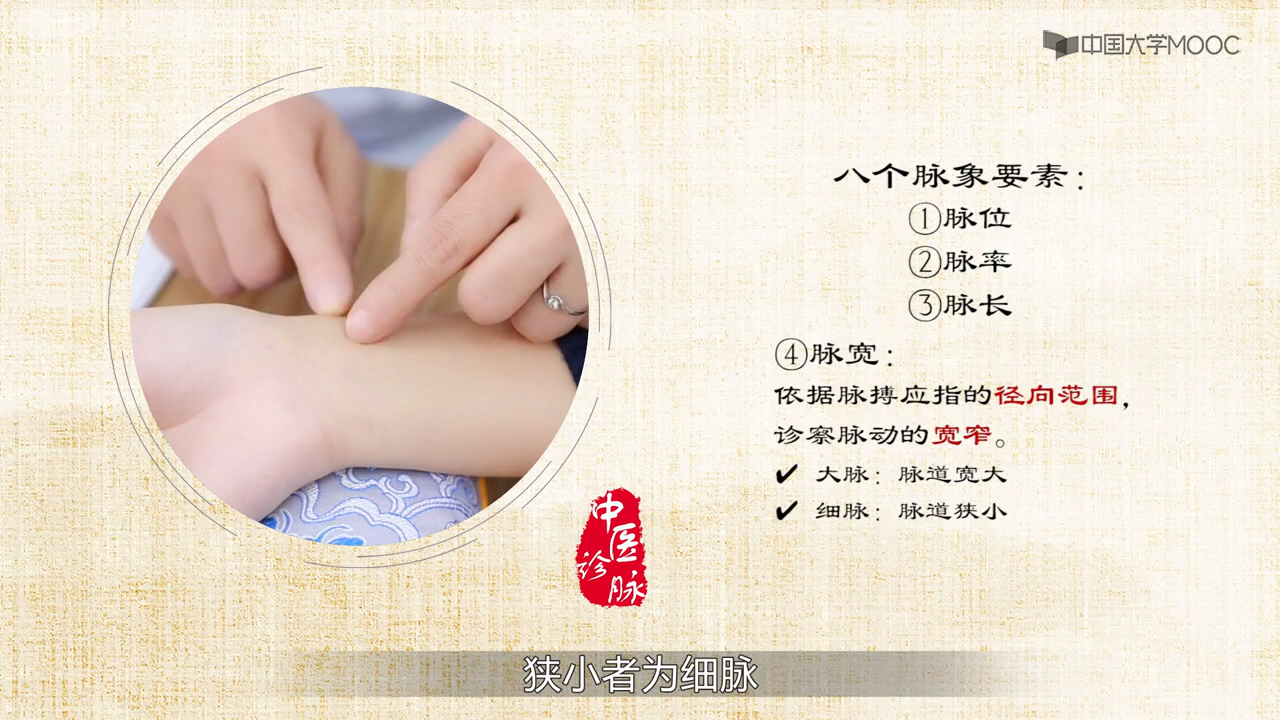 中国大学MOOC
八个脉象要素：
①脉位
②脉率
③脉长
④脉宽：
依据脉搏应指的径向范围，
诊察脉动的宽窄。
✔ 大脉：脉道宽大
✔ 细脉：脉道狭小
中医
诊脉
狭小者为细脉